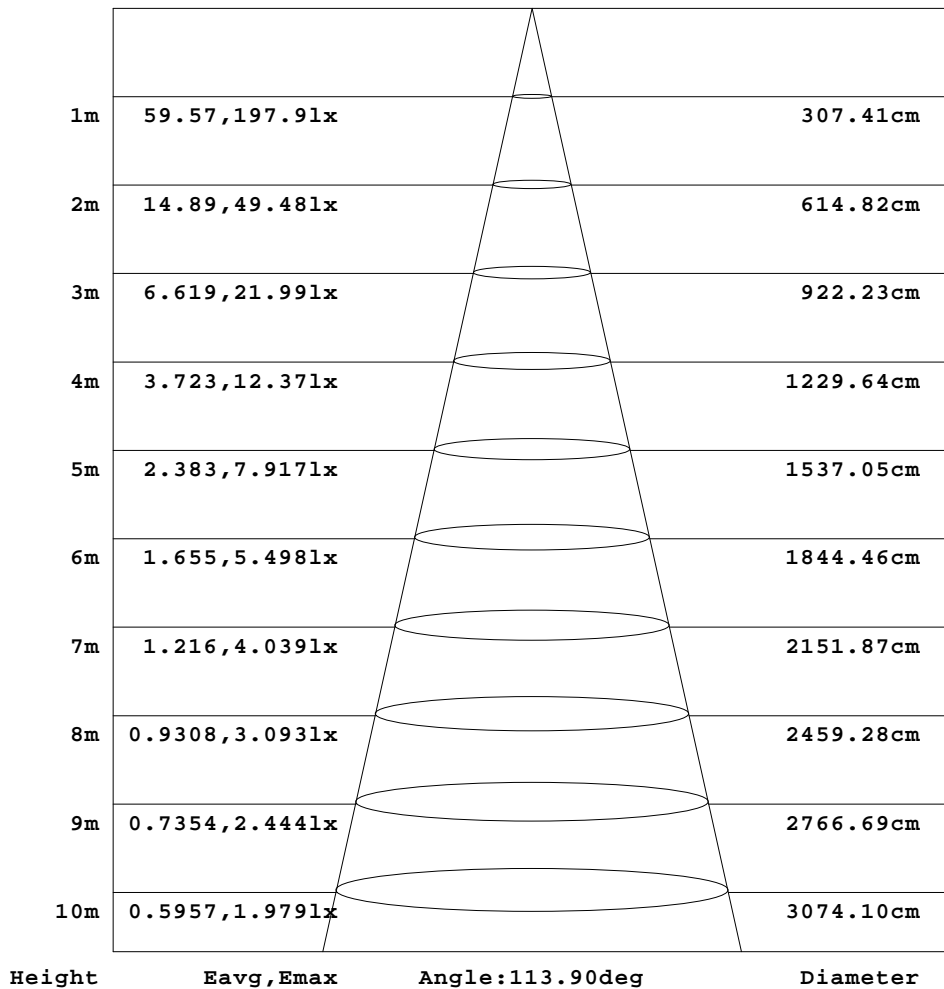 1m 59.57,197.9lx 307.41cm
2m 14.89,49.48lx 614.82cm
3m 6.619,21.99lx 922.23cm
4m 3.723,12.37lx 1229.64cm
5m 2.383,7.917lx 1537.05cm
6m 1.655,5.498lx 1844.46cm
7m 1.216,4.039lx 2151.87cm
8m 0.9308,3.093lx 2459.28cm
9m 0.7354,2.444lx 2766.69cm
10m 0.5957,1.979lx 3074.10cm
Height Eavg,Emax Angle:113.90deg Diameter